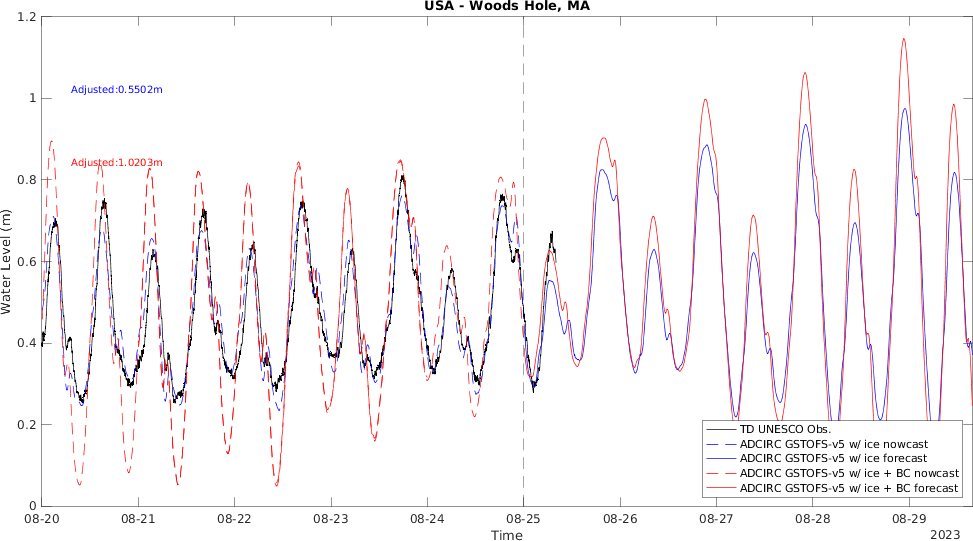 USA - Woods Hole, MA
1.2
1
0.8
0.6
0.4
0.2
0
Water Level (m)
Adjusted:0.5502m
Adjusted:1.0203m
TD UNESCO Obs.
ADCIRC GSTOFS-v5 w/ ice nowcast
ADCIRC GSTOFS-v5 w/ ice forecast
ADCIRC GSTOFS-v5 w/ ice + BC nowcast
ADCIRC GSTOFS-v5 w/ ice + BC forecast
08-20 08-21 08-22 08-23 08-24 08-25 08-26 08-27 08-28 08-29
Time
2023